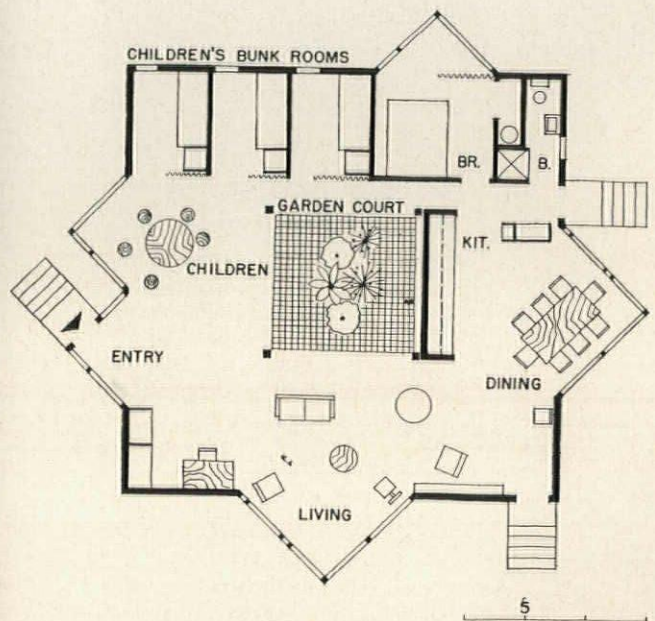 CHILDREN'S BUNK ROOMS
BR.
B.
GARDEN COURT
KIT.
CHILDREN
ENTRY
DINING
LIVING
5